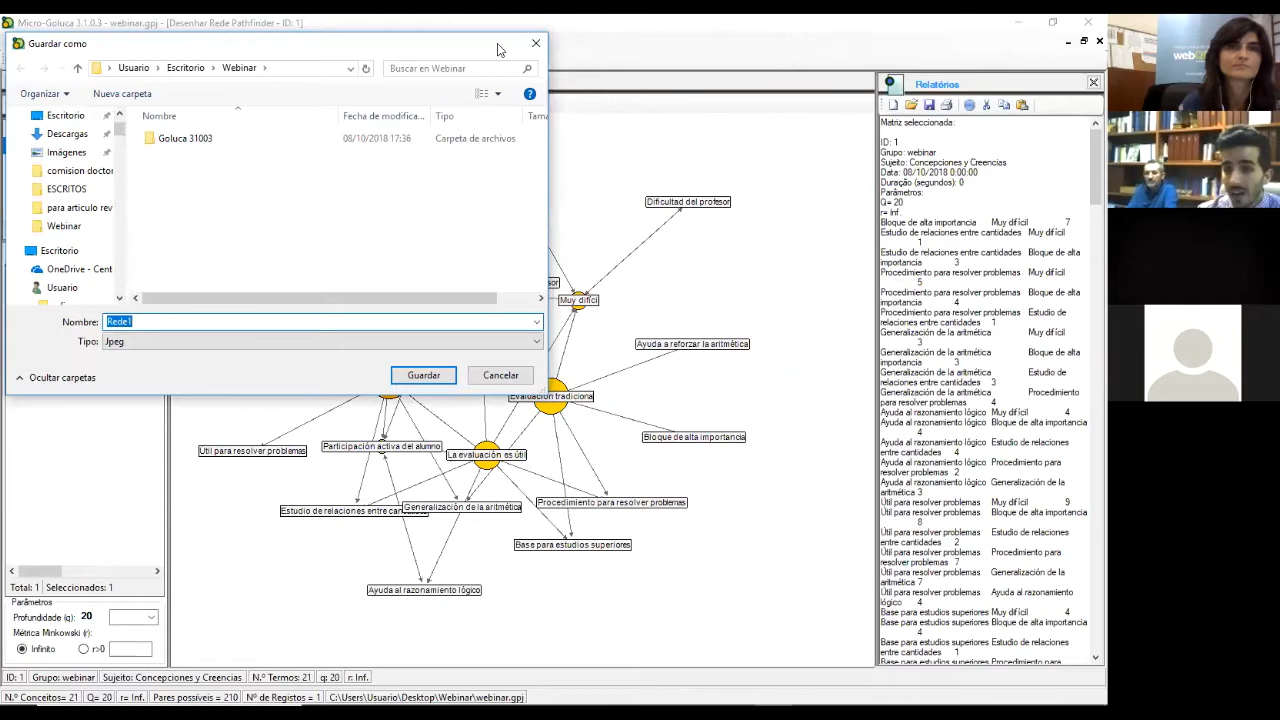 Micro-Goluca 3.1.0.3 - webinar.gpj - [Desenhar Rede Pathfinder - ID: 1]
Guardar como
Usuario
Escritorio
Webinar
Buscar en Webinar
Organizar
Nueva carpeta
Escritorio
Descargas
Imágenes
comision doctor
ESCRITOS
para articulo rev
Webinar
Escritorio
OneDrive - Cent
Usuario
Nombre
Fecha de modifica...
Tipo
Tama
Goluca 31003
08/10/2018 17:36
Carpeta de archivos
Nombre:
Rede1
Tipo:
Jpeg
Ocultar carpetas
Guardar
Cancelar
Dificultad del profesor
Muy difíci
Ayuda a reforzar la aritmética
Evaluación tradiciona
Bloque de alta importancia
Útil para resolver problemas
Participación activa del alumno
La evaluación es útil
Procedimiento para resolver problemas
Estudio de relaciones entre
Generalización de la aritmética
Base para estudios superiores
Ayuda al razonamiento lógico
Total: 1
Seleccionados: 1
Parâmetros
Profundidade (q):
20
Métrica Minkowski (r):
Infinito
r>0
Relatórios
Matriz seleccionada:
ID: 1
Grupo: webinar
Sujeito: Concepciones y Creencias
Data: 08/10/2018 0:00:00
Duração (segundos): 0
Parâmetros:
Q= 20
r= Inf.
Bloque de alta importancia Muy difícil 7
Estudio de relaciones entre cantidades Muy difícil
1
Estudio de relaciones entre cantidades Bloque de alta
importancia 3
Procedimiento para resolver problemas Muy difícil
5
Procedimiento para resolver problemas Bloque de alta
importancia 4
Procedimiento para resolver problemas Estudio de
relaciones entre cantidades 1
Generalización de la aritmética Muy difícil
3
Generalización de la aritmética Bloque de alta
importancia 3
Generalización de la aritmética Estudio de
relaciones entre cantidades 3
Generalización de la aritmética Procedimiento
para resolver problemas 4
Ayuda al razonamiento lógico Muy difícil 4
Ayuda al razonamiento lógico Bloque de alta importancia
4
Ayuda al razonamiento lógico Estudio de relaciones
entre cantidades 4
Ayuda al razonamiento lógico Procedimiento para
resolver problemas 2
Ayuda al razonamiento lógico Generalización de la
aritmética 3
Útil para resolver problemas Muy difícil 9
Útil para resolver problemas Bloque de alta importancia
8
Útil para resolver problemas Estudio de relaciones
entre cantidades 2
Útil para resolver problemas Procedimiento para
resolver problemas 7
Útil para resolver problemas Generalización de la
aritmética 7
Útil para resolver problemas Ayuda al razonamiento
lógico 4
Base para estudios superiores Muy difícil 4
Base para estudios superiores Bloque de alta importancia
4
Base para estudios superiores Estudio de relaciones
entre cantidades 1
Base para estudios superiores Procedimiento para
ID: 1
Grupo: webinar
Sujeito: Concepciones y Creencias
N.º Termos: 21
q: 20
r: Inf.
N.º Conceitos= 21
Q= 20
r= Inf.
Pares possíveis = 210
Nº de Registos = 1
C:\Users\Usuario\Desktop\Webinar\webinar.gpj